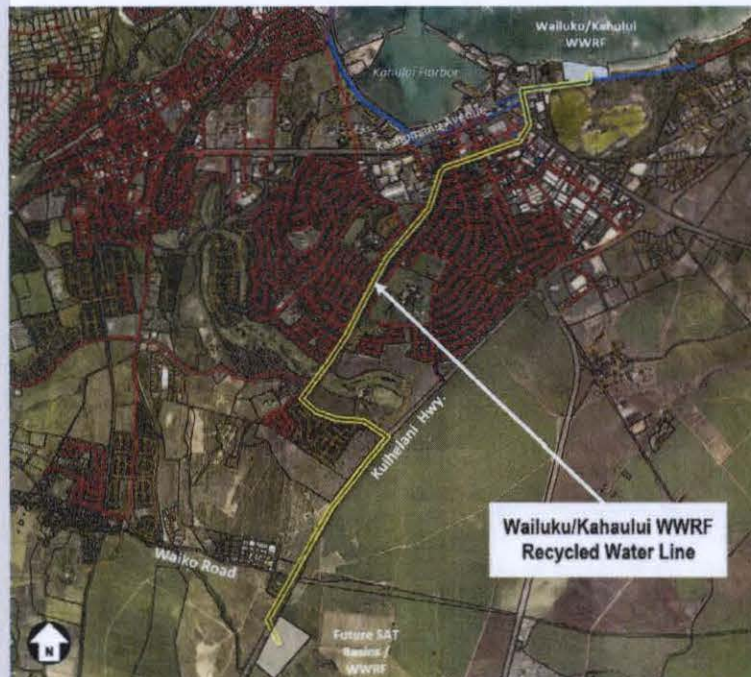 Wailuku/Kahului
WWRF
Kahului Harbor
Kaahumanu Avenue
Kuihelani Hwy.
Wailuku/Kahaului WWRF
Recycled Water Line
Waiko Road
Future SAT
Basins /
WWRF
N